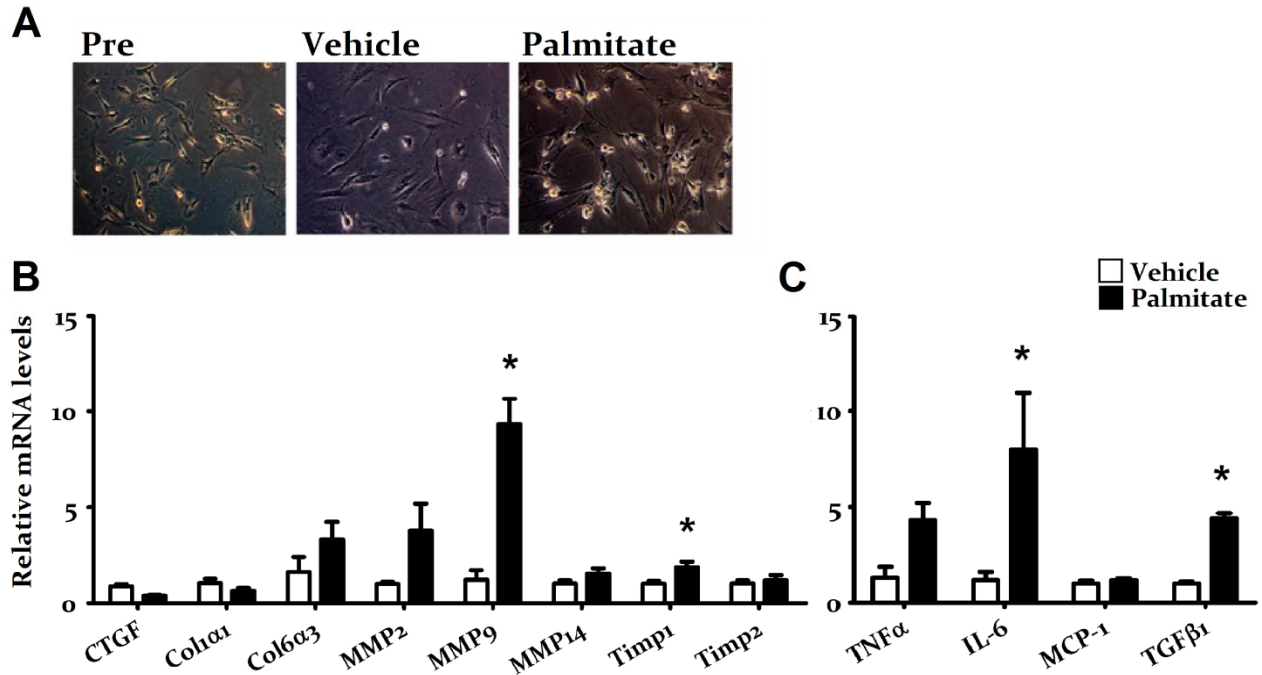 A
Pre Vehicle Palmitate
B
Relative mRNA levels
15
10
5
0
*
*
CTGF Col1α1 Col6α3 MMP2 MMP9 MMP14 Timp1 Timp2
C
Vehicle
Palmitate
15
10
5
0
*
*
TNFα IL-6 MCP-1 TGFβ1